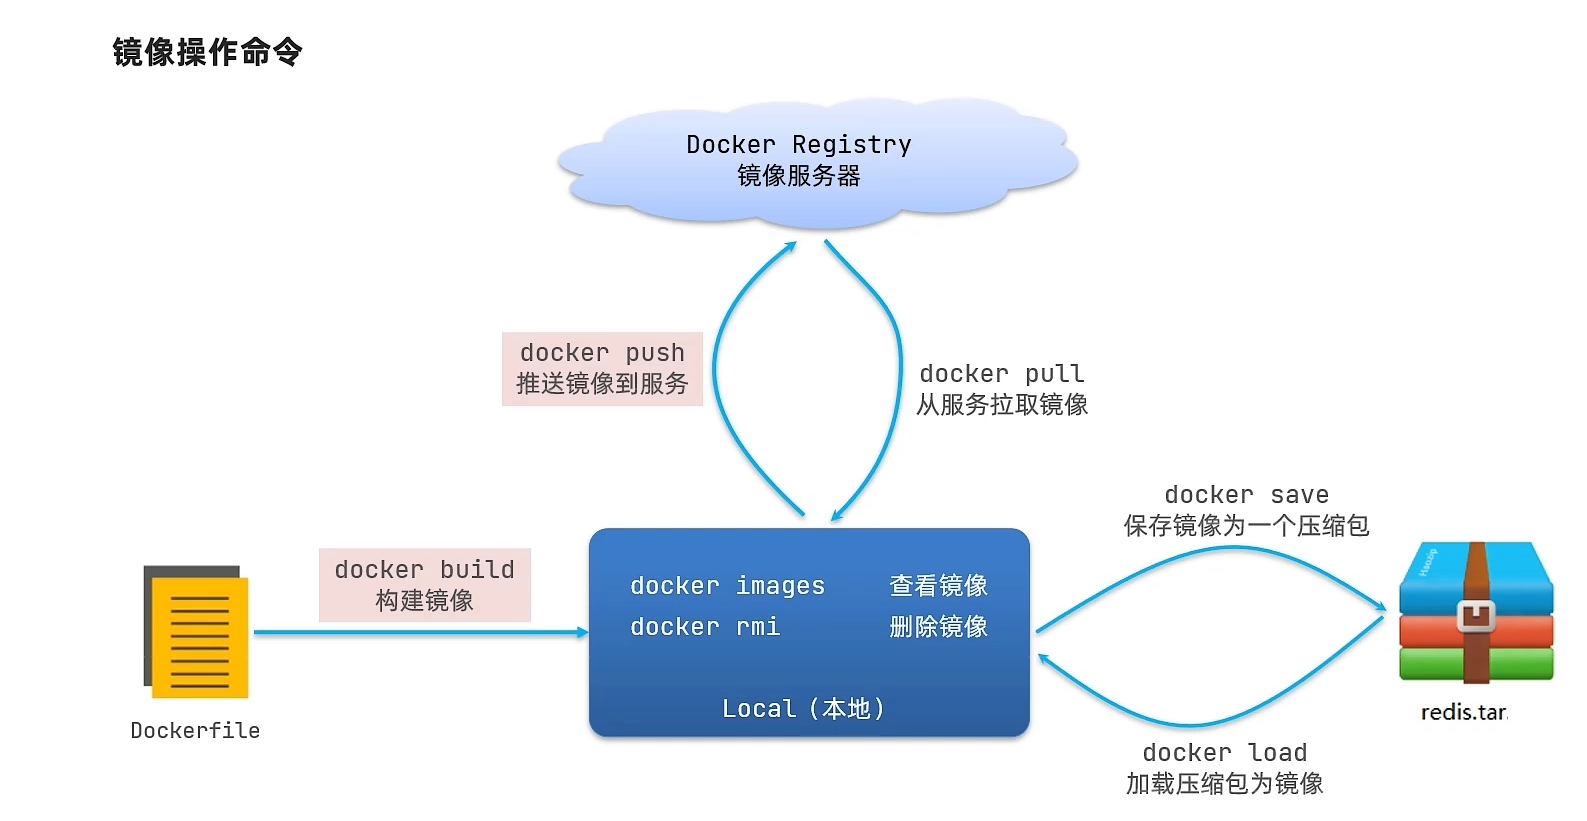 镜像操作命令
Docker Registry
镜像服务器
docker push
推送镜像到服务
docker pull
从服务拉取镜像
docker save
保存镜像为一个压缩包
docker build
构建镜像
docker images 查看镜像
docker rmi 删除镜像
Local（本地）
Haozip
redis.tar
Dockerfile
docker load
加载压缩包为镜像